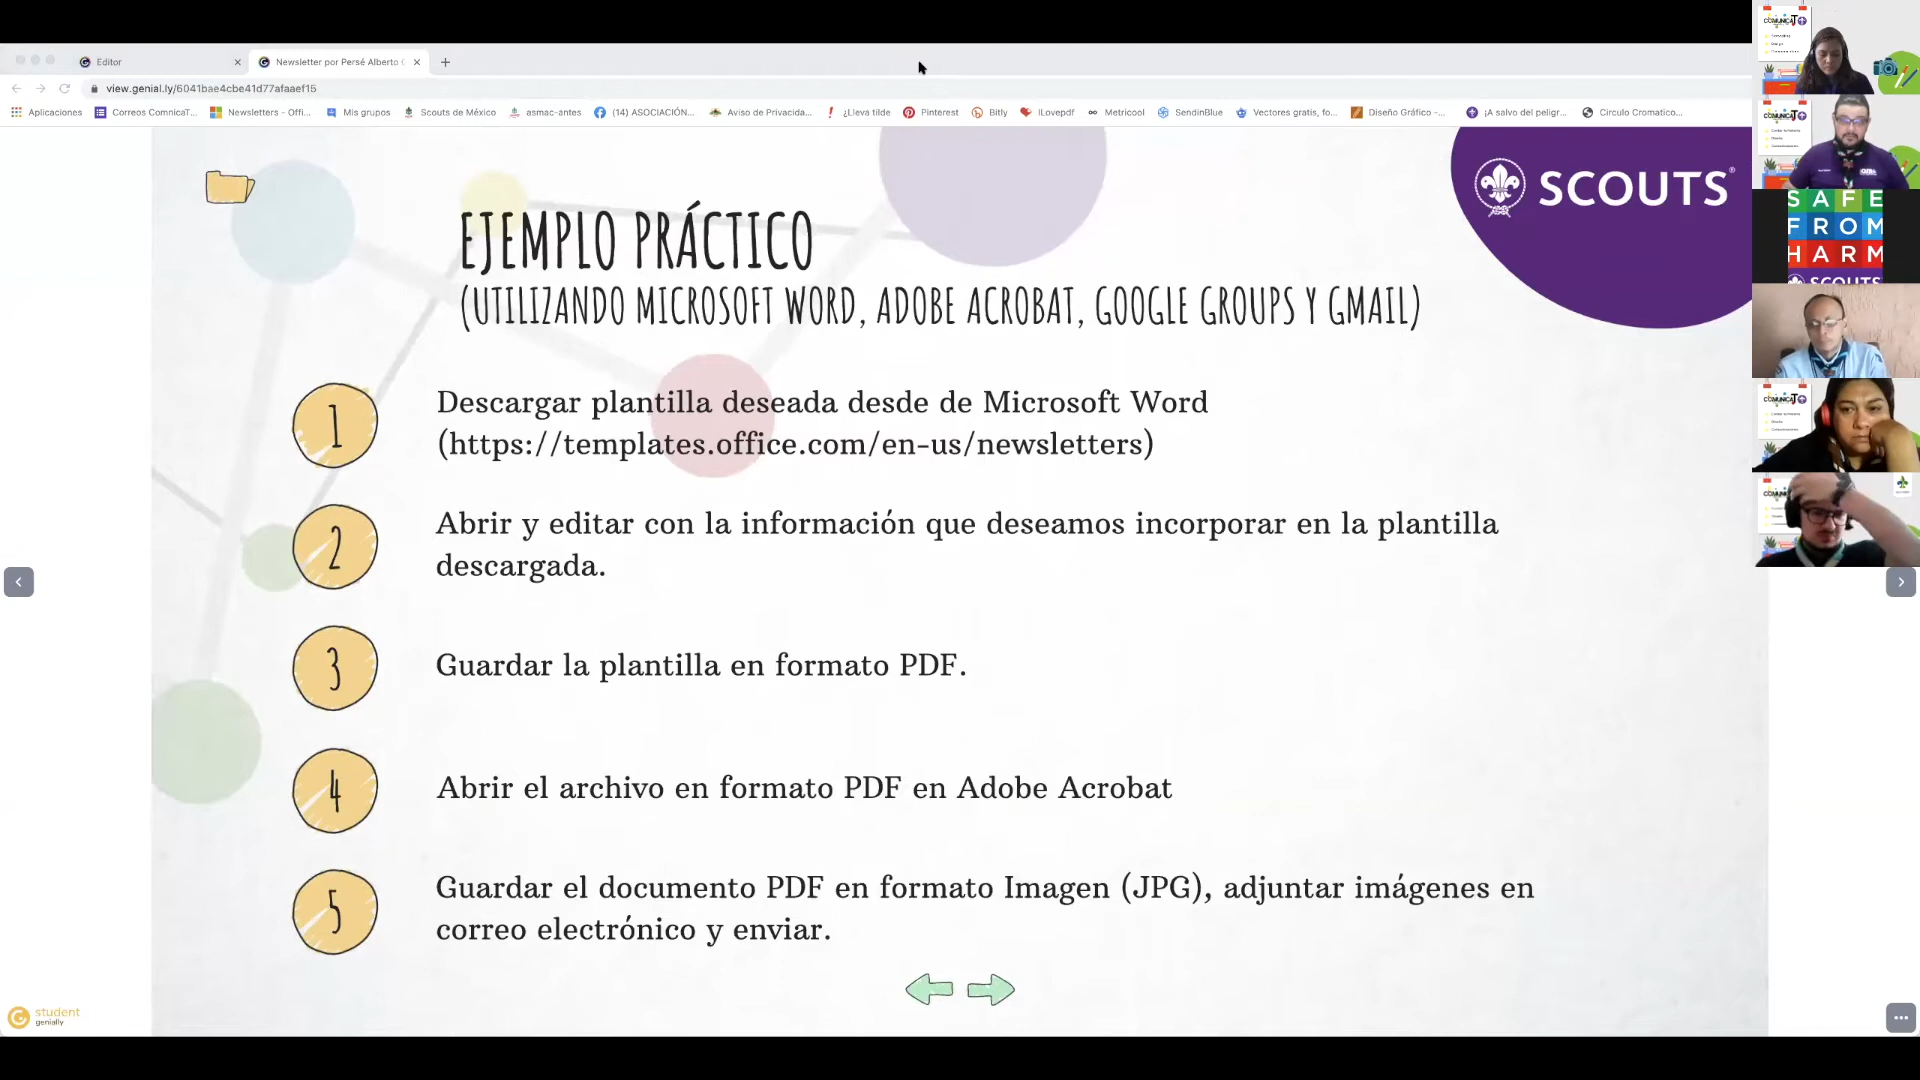 Editor
Newsletter por Persé Alberto
view.genial.ly/6041bae4cbe41d77afaaef15
Aplicaciones
Correos ComnicaT...
Newsletters - Offi...
Mis grupos
Scouts de México
asmac-antes
(14) ASOCIACIÓN...
Aviso de Privacida...
¿Lleva tilde
Pinterest
Bitly
iLovepdf
Metricool
SendinBlue
Vectores gratis, fo...
Diseño Gráfico -...
¡A salvo del peligr...
Circulo Cromatico...
SCOUTS®
EJEMPLO PRÁCTICO
(UTILIZANDO MICROSOFT WORD, ADOBE ACROBAT, GOOGLE GROUPS Y GMAIL)
1
Descargar plantilla deseada desde de Microsoft Word
(https://templates.office.com/en-us/newsletters)
2
Abrir y editar con la información que deseamos incorporar en la plantilla
descargada.
3
Guardar la plantilla en formato PDF.
4
Abrir el archivo en formato PDF en Adobe Acrobat
5
Guardar el documento PDF en formato Imagen (JPG), adjuntar imágenes en
correo electrónico y enviar.
student
genially
SAFE
FROM
HARM
SCOUTS